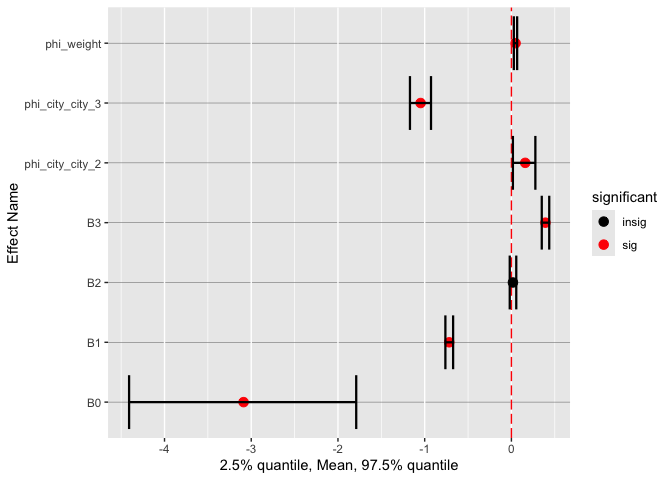 phi_weight
phi_city_city_3
phi_city_city_2
B3
B2
B1
B0
Effect Name
-4 -3 -2 -1 0
2.5% quantile, Mean, 97.5% quantile
significant
insig
sig